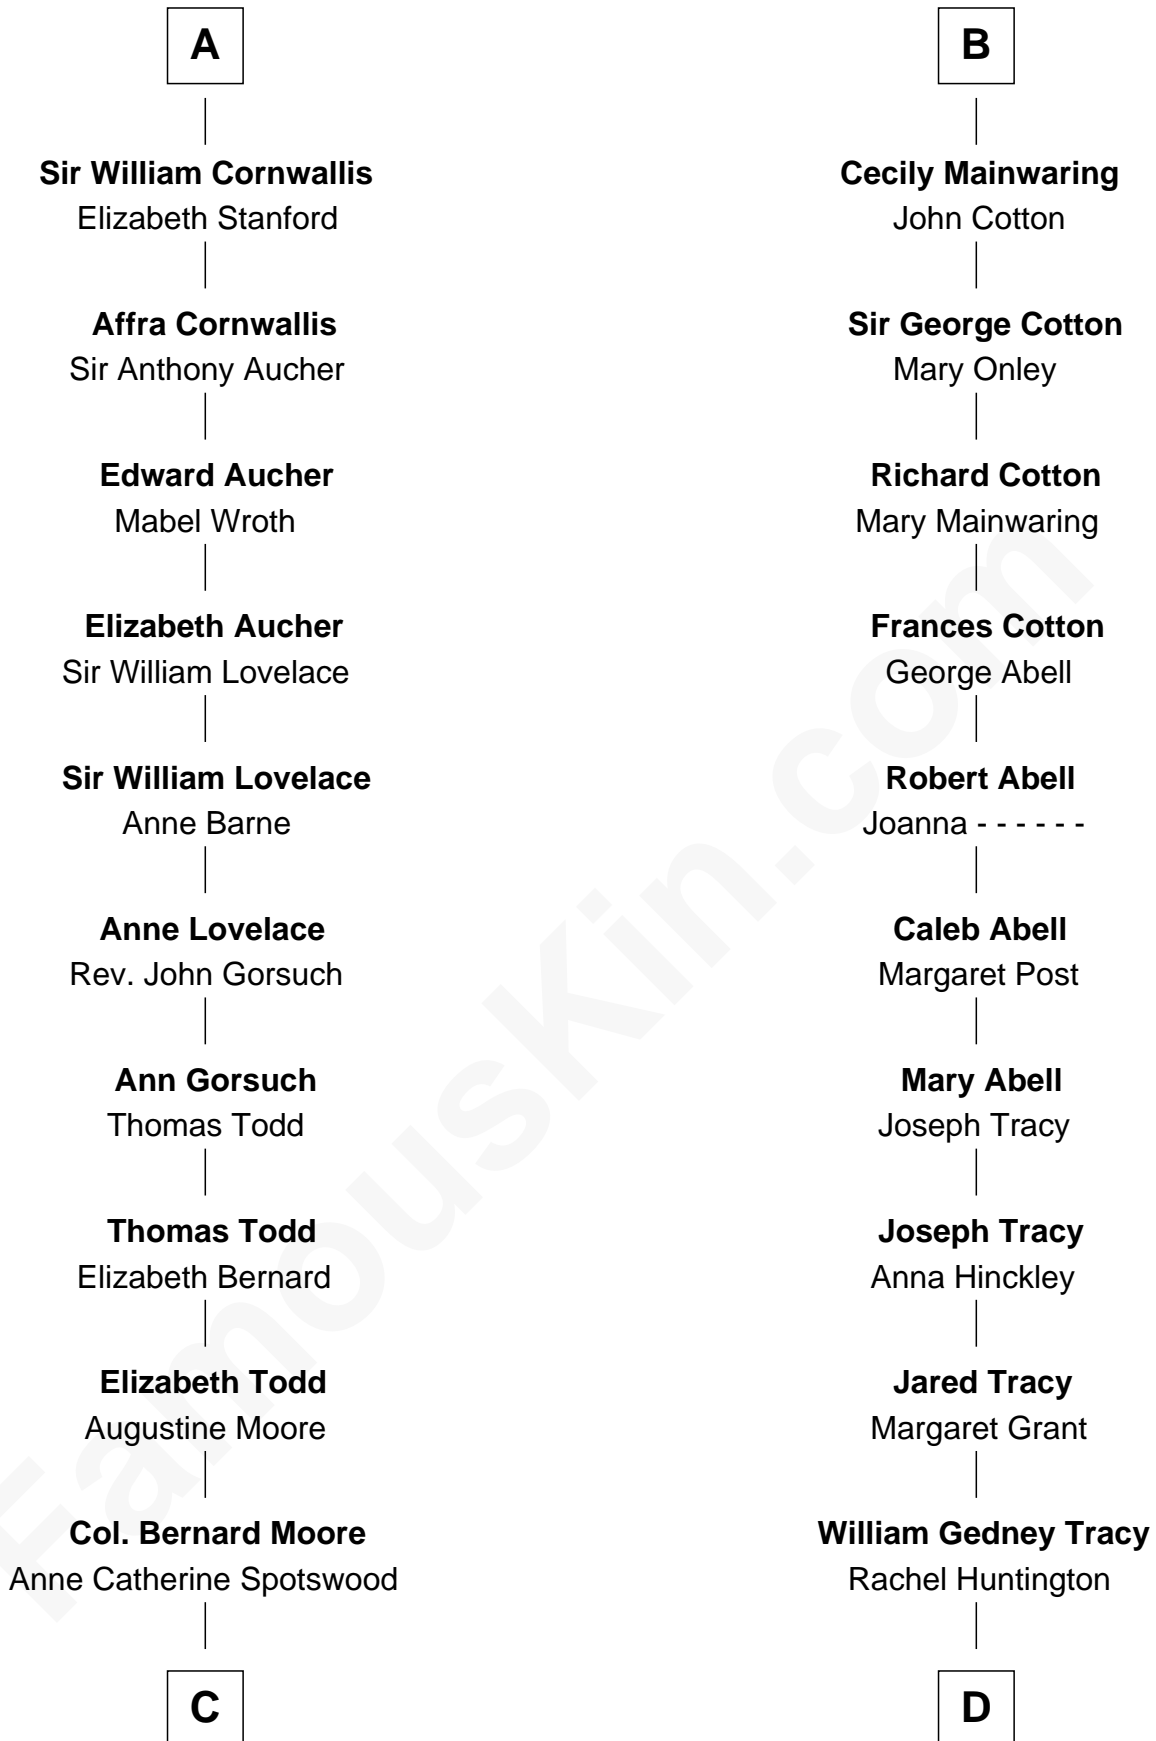 A
Sir William Cornwallis
Elizabeth Stanford
Affra Cornwallis
Sir Anthony Aucher
Edward Aucher
Mabel Wroth
Elizabeth Aucher
Sir William Lovelace
Sir William Lovelace
Anne Barne
Anne Lovelace
Rev. John Gorsuch
Ann Gorsuch
Thomas Todd
Thomas Todd
Elizabeth Bernard
Elizabeth Todd
Augustine Moore
Col. Bernard Moore
Anne Catherine Spotswood
C
B
Cecily Mainwaring
John Cotton
Sir George Cotton
Mary Onley
Richard Cotton
Mary Mainwaring
Frances Cotton
George Abell
Robert Abell
Joanna - - - - - -
Caleb Abell
Margaret Post
Mary Abell
Joseph Tracy
Joseph Tracy
Anna Hinckley
Jared Tracy
Margaret Grant
William Gedney Tracy
Rachel Huntington
D
FamousKin.com